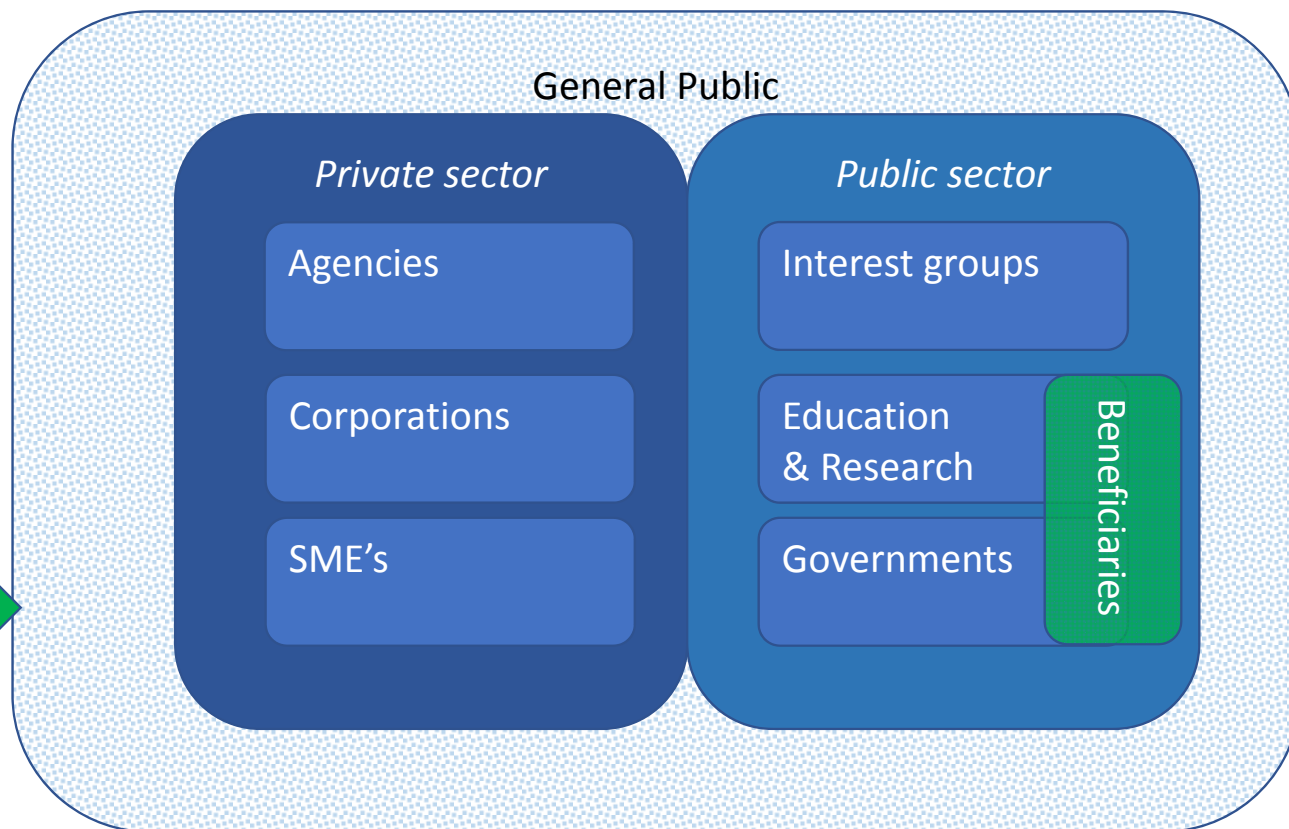 General Public
Private sector
Agencies
Corporations
SME’s
Public sector
Interest groups
Education
& Research
Governments
Beneficiaries